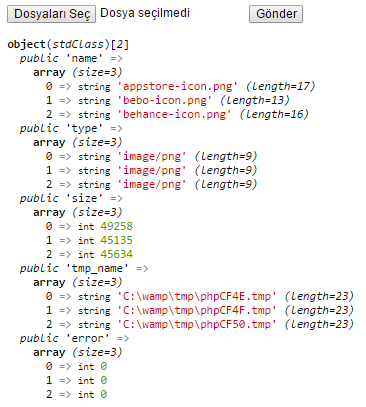 Dosyaları Seç Dosya seçilmedi Gönder
object(stdClass)[2]
public 'name' =>
array (size=3)
0 => string 'appstore-icon.png' (length=17)
1 => string 'bebo-icon.png' (length=13)
2 => string 'behance-icon.png' (length=16)
public 'type' =>
array (size=3)
0 => string 'image/png' (length=9)
1 => string 'image/png' (length=9)
2 => string 'image/png' (length=9)
public 'size' =>
array (size=3)
0 => int 49258
1 => int 45135
2 => int 45634
public 'tmp_name' =>
array (size=3)
0 => string 'C:\wamp\tmp\phpCF4E.tmp' (length=23)
1 => string 'C:\wamp\tmp\phpCF4F.tmp' (length=23)
2 => string 'C:\wamp\tmp\phpCF50.tmp' (length=23)
public 'error' =>
array (size=3)
0 => int 0
1 => int 0
2 => int 0